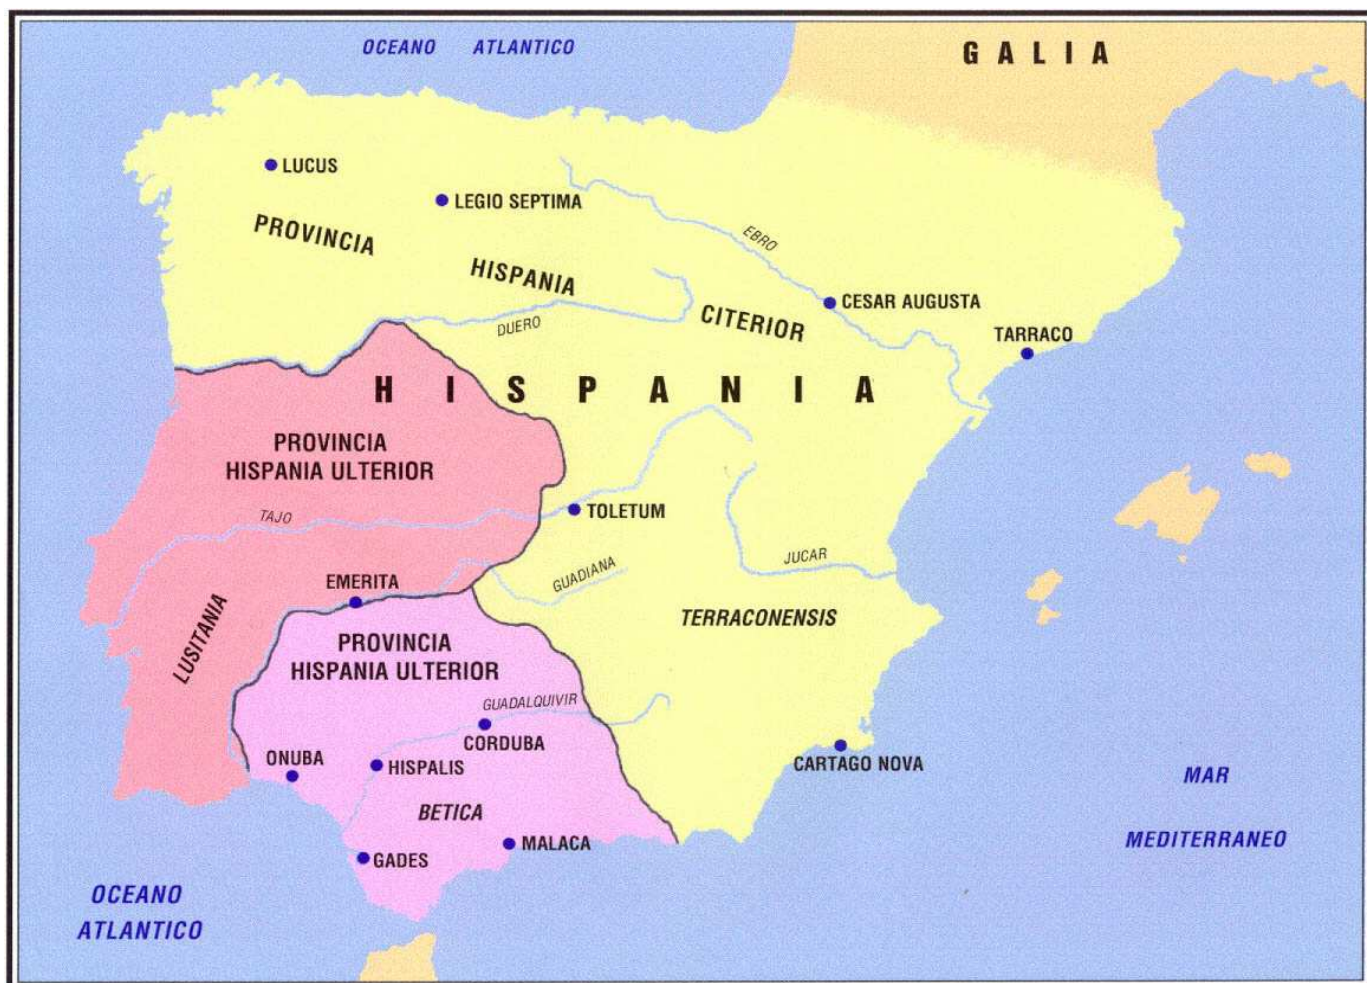 OCEANO ATLANTICO
GALIA
LUCUS
LEGIO SEPTIMA
PROVINCIA
HISPANIA
CITERIOR
EBRO
CESAR AUGUSTA
DUERO
TARRACO
HISPANIA
PROVINCIA
HISPANIA ULTERIOR
TAJO
TOLETUM
JUCAR
GUADIANA
EMERITA
LUSITANIA
TERRACONENSIS
PROVINCIA
HISPANIA ULTERIOR
GUADALQUIVIR
CORDUBA
ONUBA
HISPALIS
CARTAGO NOVA
BETICA
MALACA
GADES
MAR
MEDITERRANEO
OCEANO
ATLANTICO